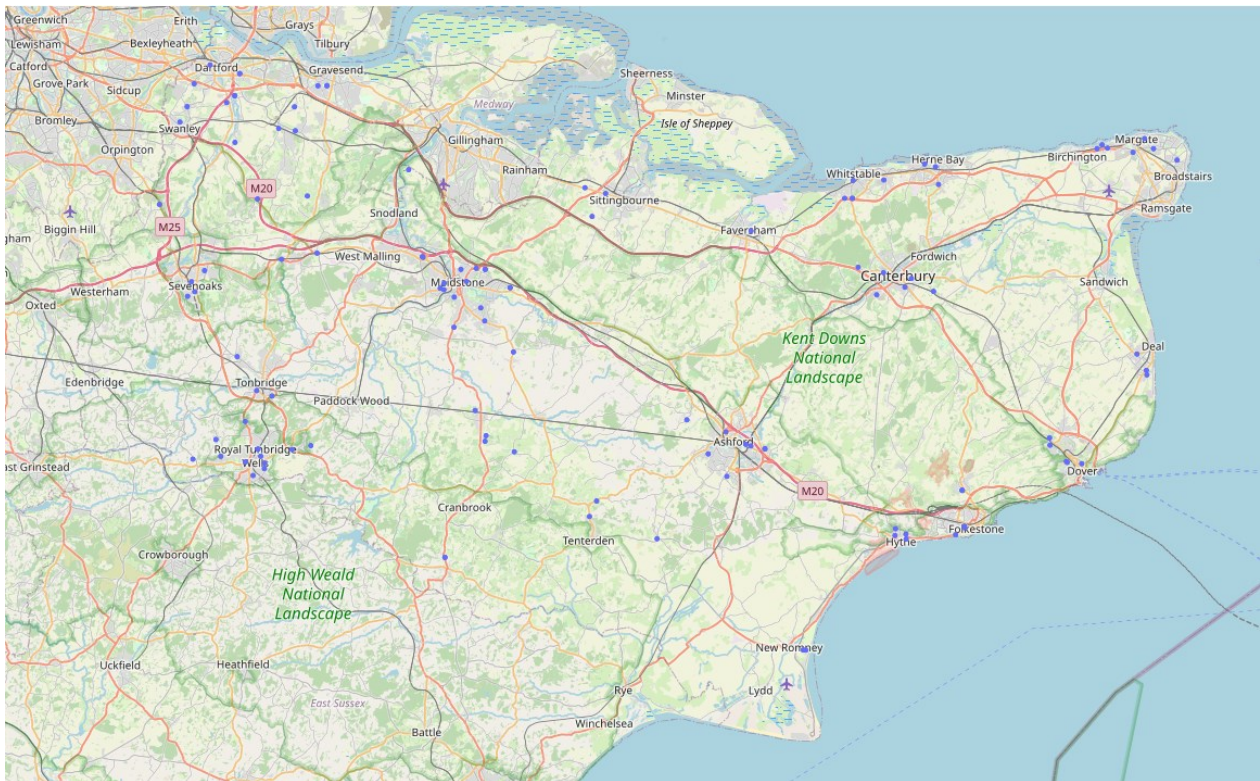 Greenwich
Erith
Grays
Lewisham
Bexleyheath
Tilbury
Catford
Dartford
Gravesend
Sheerness
Grove Park
Sidcup
Minster
Medway
Bromley
Swanley
Isle of Sheppey
Gillingham
Margate
Orpington
Rainham
Herne Bay
Birchington
Whitstable
Broadstairs
M20
Sittingbourne
Snodland
Ramsgate
M25
Biggin Hill
Faversham
Fordwich
West Malling
Canterbury
Sandwich
Westerham
Sevenoaks
Maidstone
Oxted
Kent Downs
National
Landscape
Deal
Edenbridge
Tonbridge
Paddock Wood
Ashford
Royal Tunbridge
Wells
ast Grinstead
Dover
M20
Cranbrook
Folkestone
Tenterden
Hythe
Crowborough
High Weald
National
Landscape
New Romney
Uckfield
Heathfield
Rye
Lydd
East Sussex
Winchelsea
Battle